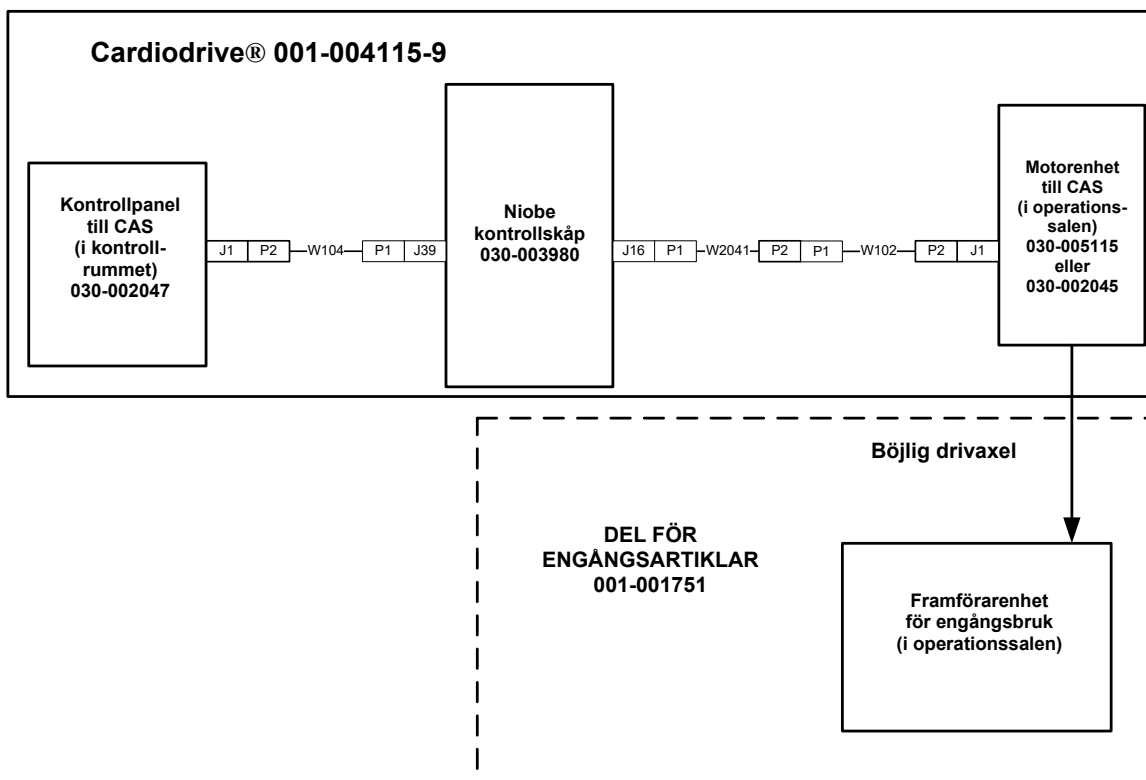 Cardiodrive® 001-004115-9
Kontrollpanel
till CAS
(i kontroll-
rummet)
030-002047
J1 P2 W104 P1 J39
Niobe
kontrollskåp
030-003980
J16 P1 W2041 P2 P1 W102 P2 J1
Motorenhet
till CAS
(i operations-
salen)
030-005115
eller
030-002045
Böjlig drivaxel
DEL FÖR
ENGÅNGSARTIKLAR
001-001751
Framförarenhet
för engångsbruk
(i operationssalen)